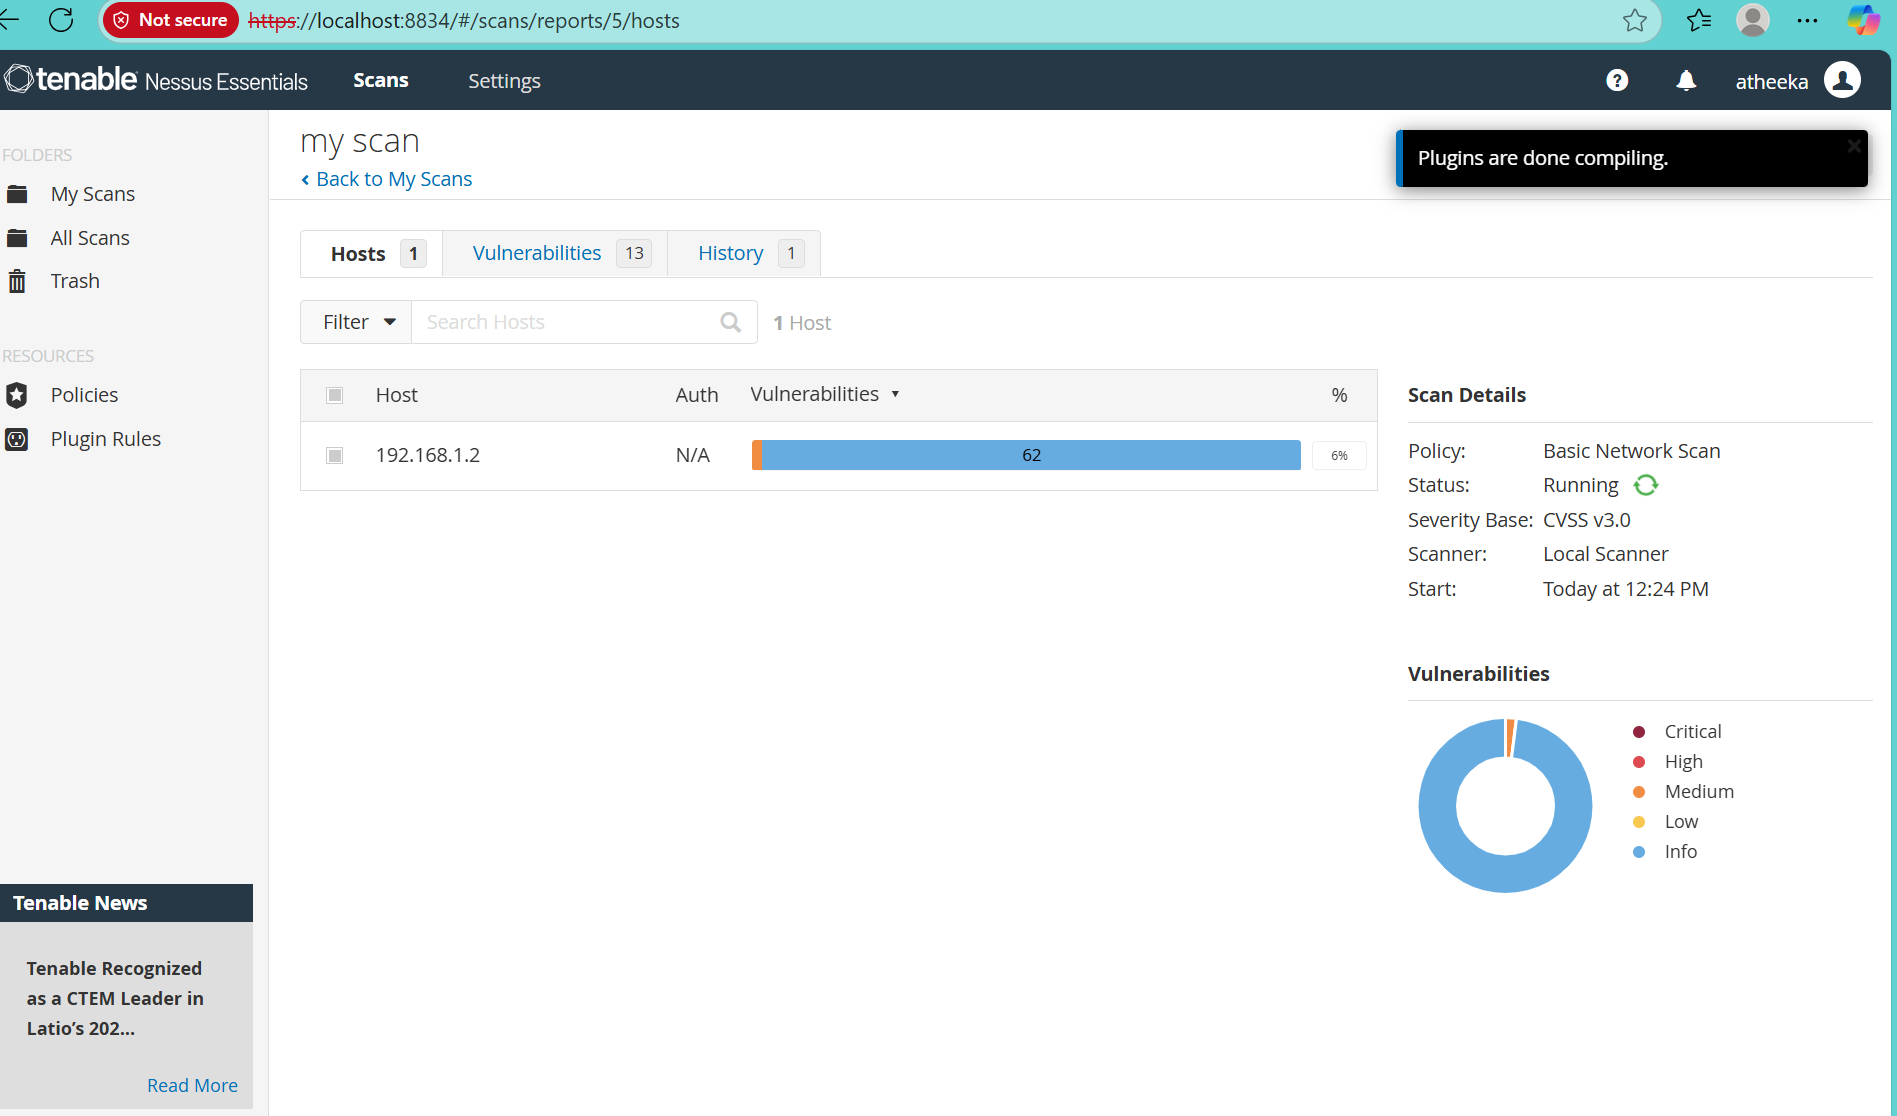 Not secure https://localhost:8834/#/scans/reports/5/hosts
tenable Nessus Essentials Scans Settings ? atheeka
FOLDERS
My Scans
All Scans
Trash
RESOURCES
Policies
Plugin Rules
Tenable News
Tenable Recognized
as a CTEM Leader in
Latio’s 202...
Read More
my scan
Back to My Scans
Plugins are done compiling.
Hosts 1 Vulnerabilities 13 History 1
Filter Search Hosts 1 Host
Host Auth Vulnerabilities %
192.168.1.2 N/A 62 6%
Scan Details
Policy: Basic Network Scan
Status: Running
Severity Base: CVSS v3.0
Scanner: Local Scanner
Start: Today at 12:24 PM
Vulnerabilities
Critical
High
Medium
Low
Info